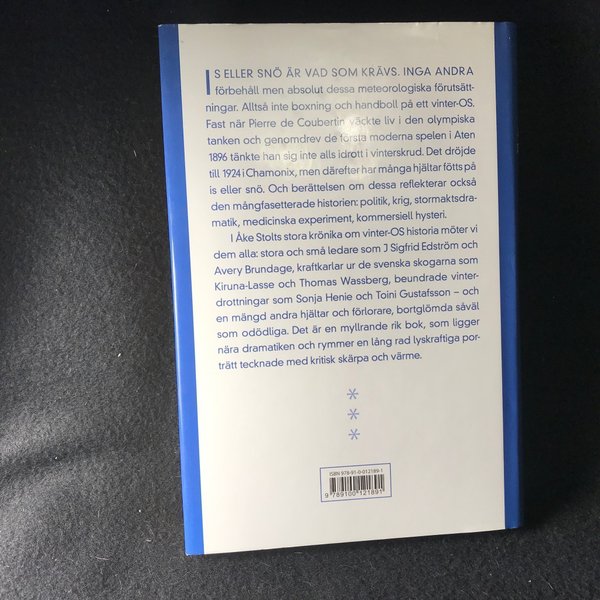 IS ELLER SNÖ ÄR VAD SOM KRÄVS. INGA ANDRA
förbehåll men absolut dessa meteorologiska förutsätt-
ningar. Alltså inte boxning och handboll på ett vinter-OS.
Fast när Pierre de Coubertin väckte liv i den olympiska
tanken och genomdrev de första moderna spelen i Aten
1896 tänkte han sig inte alls idrott i vinterskrud. Det dröjde
till 1924 i Chamonix, men därefter har många hjältar fötts på
is eller snö. Och berättelsen om dessa reflekterar också
den mångfasetterade historien: politik, krig, stormaktsdra-
matik, medicinska experiment, kommersiell hysteri.
I Åke Stolts stora krönika om vinter-OS historia möter vi
dem alla: stora och små ledare som J Sigfrid Edström och
Avery Brundage, kraftkarlar ur de svenska skogarna som
Kiruna-Lasse och Thomas Wassberg, beundrade vinter-
drottningar som Sonja Henie och Toini Gustafsson – och
en mängd andra hjältar och förlorare, bortglömda såväl
som odödliga. Det är en myllrande rik bok, som ligger
nära dramatiken och rymmer en lång rad lyskraftiga por-
trätt tecknade med kritisk skärpa och värme.
ISBN 978-91-0-012189-1
9 789100 121891